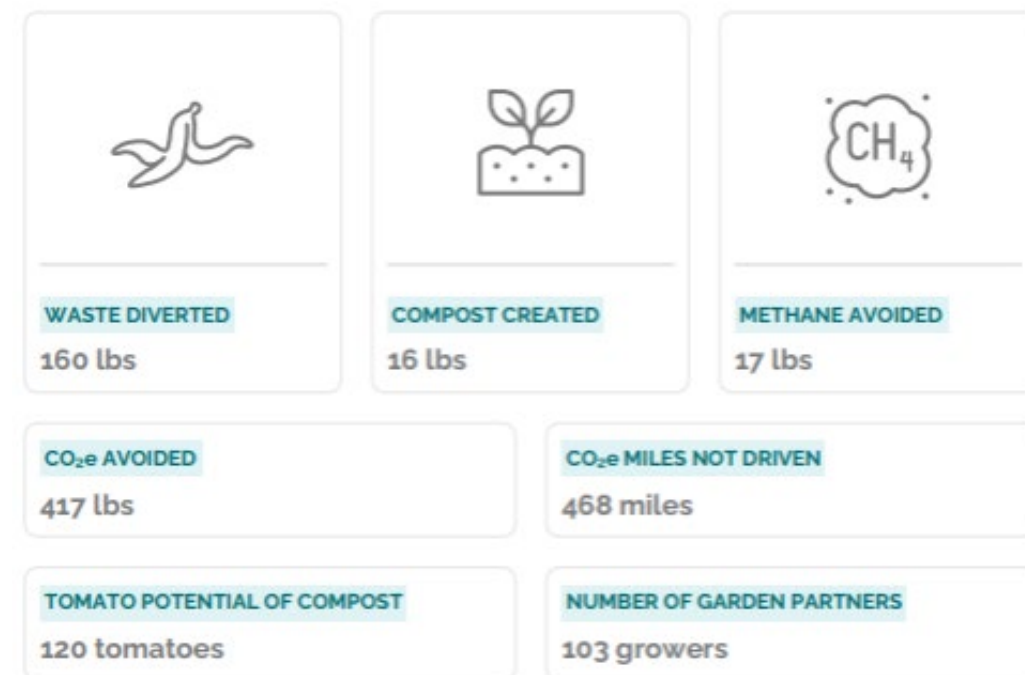 CH₄
WASTE DIVERTED
160 lbs
COMPOST CREATED
16 lbs
METHANE AVOIDED
17 lbs
CO₂e AVOIDED
417 lbs
CO₂e MILES NOT DRIVEN
468 miles
TOMATO POTENTIAL OF COMPOST
120 tomatoes
NUMBER OF GARDEN PARTNERS
103 growers